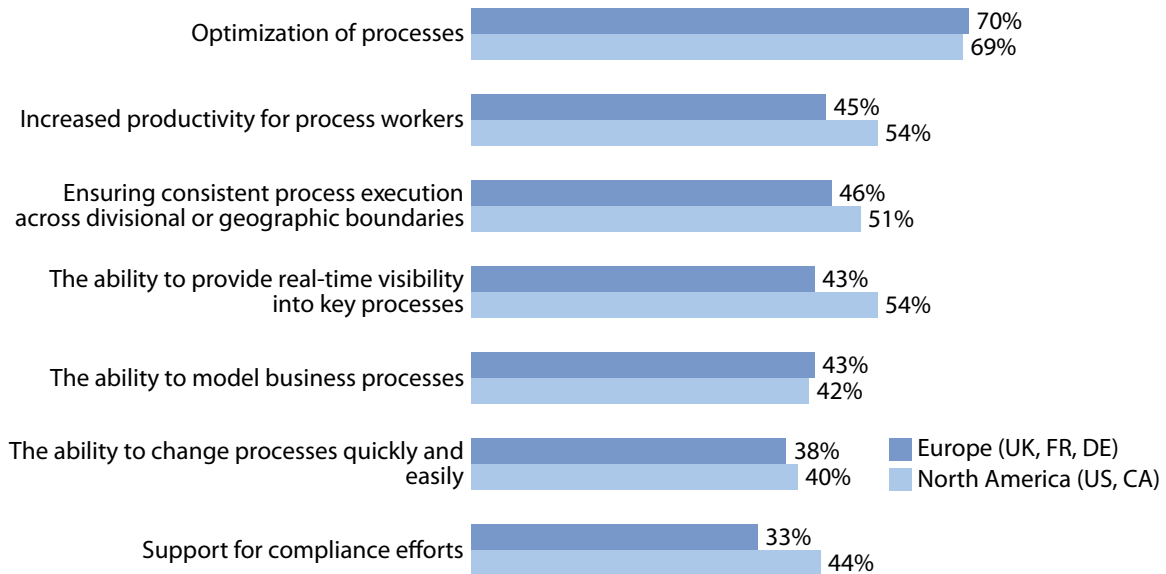 Optimization of processes
70%
69%
Increased productivity for process workers
45%
54%
Ensuring consistent process execution
across divisional or geographic boundaries
46%
51%
The ability to provide real-time visibility
into key processes
43%
54%
The ability to model business processes
43%
42%
The ability to change processes quickly and
easily
38%
40%
Europe (UK, FR, DE)
North America (US, CA)
Support for compliance efforts
33%
44%